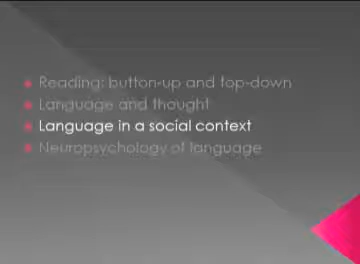 Reading: button-up and top-down
Language and thought
Language in a social context
Neuropsychology of language